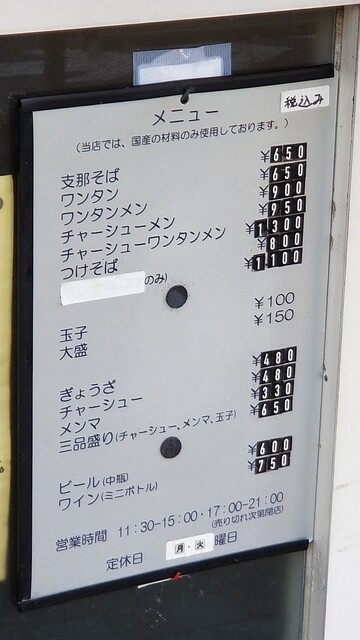 メニュー
税込み
(当店では、国産の材料のみ使用しております。)
支那そば ¥650
ワンタン ¥650
ワンタンメン ¥900
チャーシューメン ¥950
チャーシューワンタンメン ¥1300
つけそば ¥800
のみ) ¥1100
玉子 ¥100
大盛 ¥150
ぎょうざ ¥480
チャーシュー ¥480
メンマ ¥330
三品盛り(チャーシュー、メンマ、玉子) ¥650
ビール(中瓶) ¥600
ワイン(ミニボトル) ¥750
営業時間 11:30-15:00・17:00-21:00
(売り切れ次第閉店)
定休日 月・火 曜日